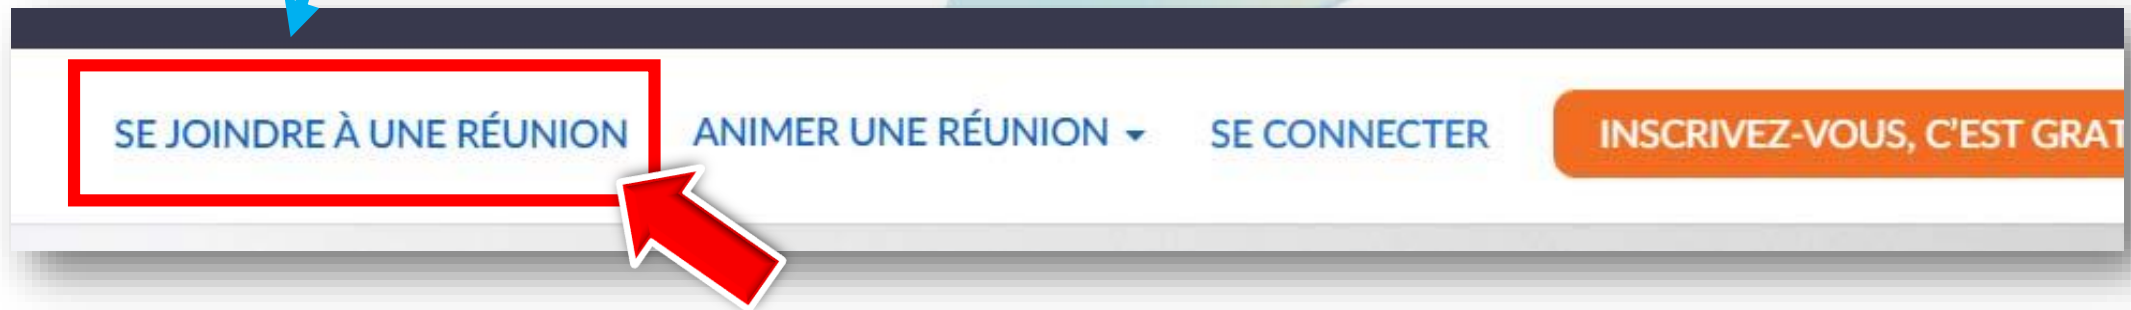 SE JOINDRE À UNE RÉUNION ANIMER UNE RÉUNION SE CONNECTER INSCRIVEZ-VOUS, C'EST GRAT